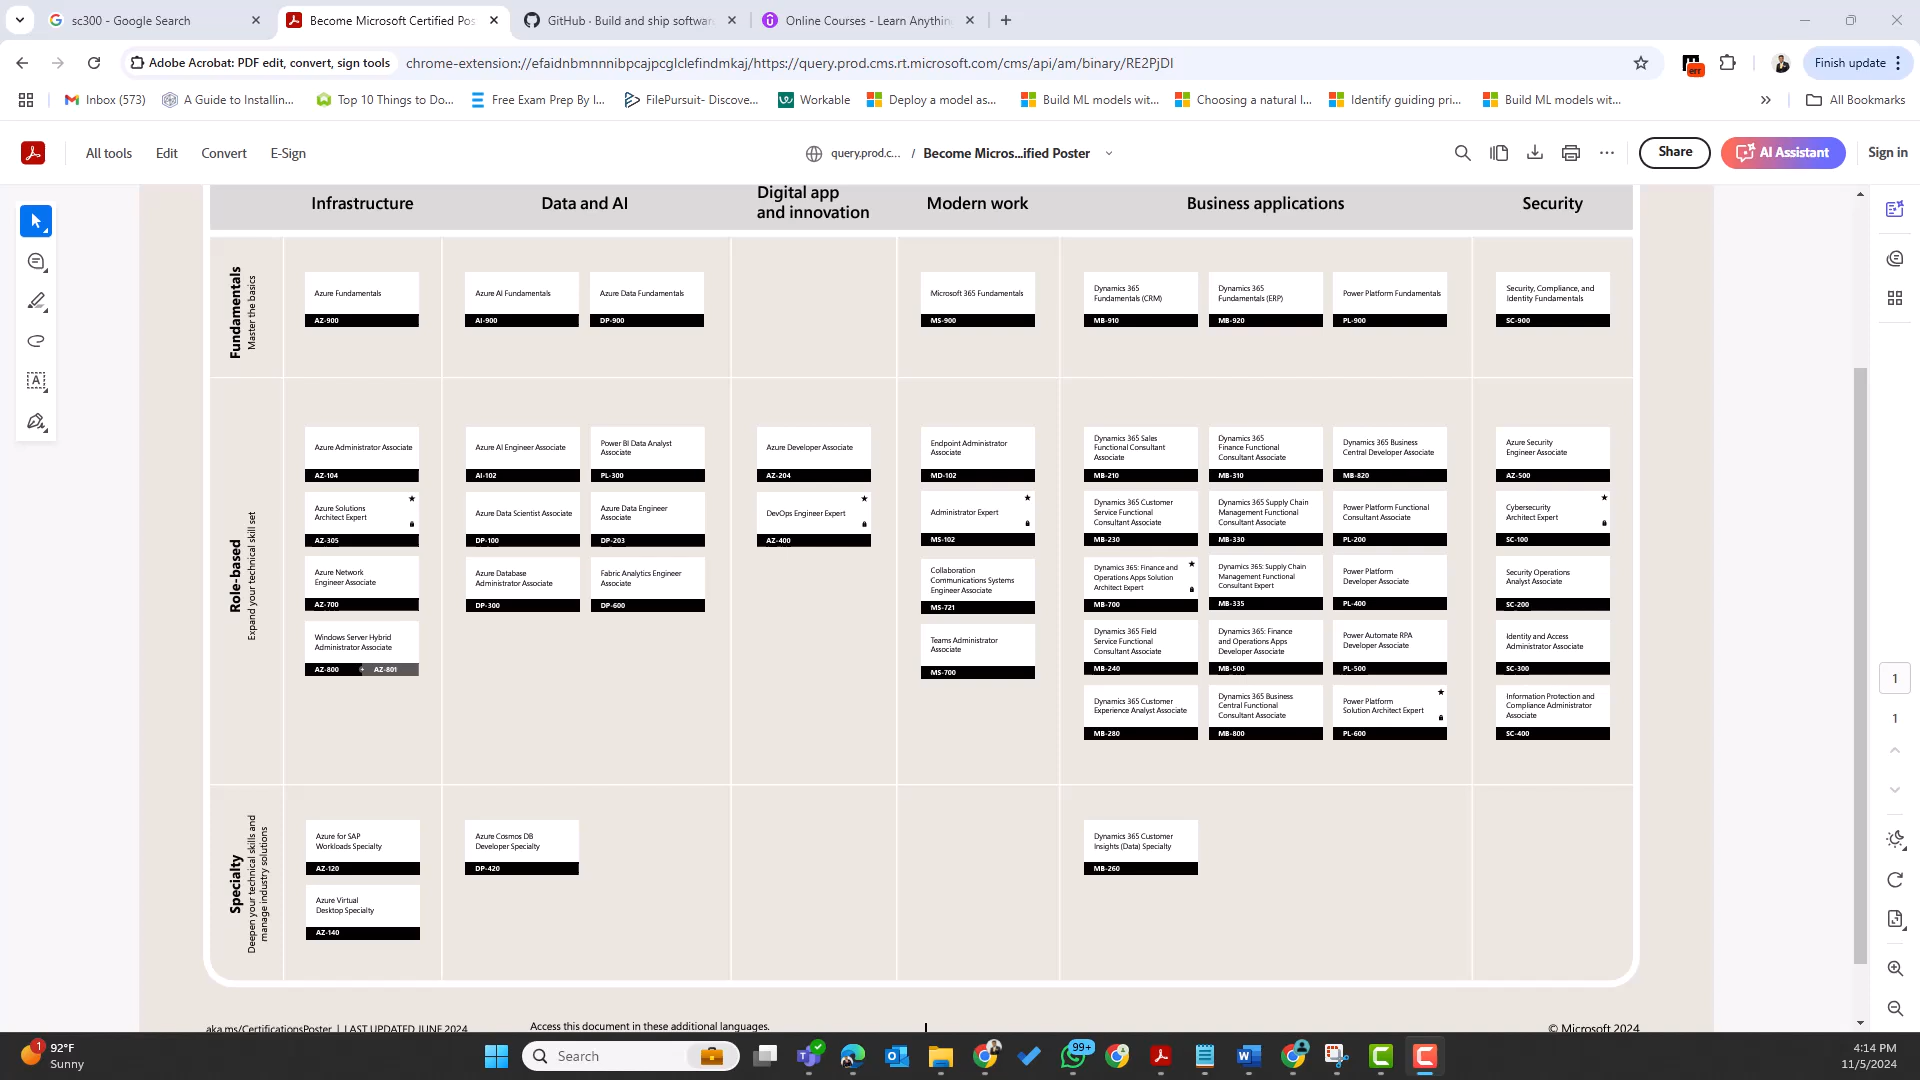 sc300 - Google Search
Become Microsoft Certified Pos
GitHub · Build and ship softwar
Online Courses - Learn Anythin
Adobe Acrobat: PDF edit, convert, sign tools
chrome-extension://efaidnbmnnnibpcajpcglclefindmkaj/https://query.prod.cms.rt.microsoft.com/cms/api/am/binary/RE2PjDI
err
Finish update
Inbox (573)
A Guide to Installin...
Top 10 Things to Do...
Free Exam Prep By I...
FilePursuit- Discove...
Workable
Deploy a model as...
Build ML models wit...
Choosing a natural l...
Identify guiding pri...
Build ML models wit...
All Bookmarks
All tools
Edit
Convert
E-Sign
query.prod.c... / Become Micros...ified Poster
Share
AI Assistant
Sign in
Infrastructure
Data and AI
Digital app
and innovation
Modern work
Business applications
Security
Fundamentals
Master the basics
Azure Fundamentals
AZ-900
Azure AI Fundamentals
AI-900
Azure Data Fundamentals
DP-900
Microsoft 365 Fundamentals
MS-900
Dynamics 365
Fundamentals (CRM)
MB-910
Dynamics 365
Fundamentals (ERP)
MB-920
Power Platform Fundamentals
PL-900
Security, Compliance, and
Identity Fundamentals
SC-900
Role-based
Expand your technical skill set
Azure Administrator Associate
AZ-104
Azure Solutions
Architect Expert
AZ-305
Azure Network
Engineer Associate
AZ-700
Windows Server Hybrid
Administrator Associate
AZ-800 + AZ-801
Azure AI Engineer Associate
AI-102
Azure Data Scientist Associate
DP-100
Azure Database
Administrator Associate
DP-300
Power BI Data Analyst
Associate
PL-300
Azure Data Engineer
Associate
DP-203
Fabric Analytics Engineer
Associate
DP-600
Azure Developer Associate
AZ-204
DevOps Engineer Expert
AZ-400
Endpoint Administrator
Associate
MD-102
Administrator Expert
MS-102
Collaboration
Communications Systems
Engineer Associate
MS-721
Teams Administrator
Associate
MS-700
Dynamics 365 Sales
Functional Consultant
Associate
MB-210
Dynamics 365 Customer
Service Functional
Consultant Associate
MB-230
Dynamics 365: Finance and
Operations Apps Solution
Architect Expert
MB-700
Dynamics 365 Field
Service Functional
Consultant Associate
MB-240
Dynamics 365 Customer
Experience Analyst Associate
MB-280
Dynamics 365
Finance Functional
Consultant Associate
MB-310
Dynamics 365 Supply Chain
Management Functional
Consultant Associate
MB-330
Dynamics 365: Supply Chain
Management Functional
Consultant Expert
MB-335
Dynamics 365: Finance
and Operations Apps
Developer Associate
MB-500
Dynamics 365 Business
Central Functional
Consultant Associate
MB-800
Dynamics 365 Business
Central Developer Associate
MB-820
Power Platform Functional
Consultant Associate
PL-200
Power Platform
Developer Associate
PL-400
Power Automate RPA
Developer Associate
PL-500
Power Platform
Solution Architect Expert
PL-600
Azure Security
Engineer Associate
AZ-500
Cybersecurity
Architect Expert
SC-100
Security Operations
Analyst Associate
SC-200
Identity and Access
Administrator Associate
SC-300
Information Protection and
Compliance Administrator
Associate
SC-400
Specialty
Deepen your technical skills and
manage industry solutions
Azure for SAP
Workloads Specialty
AZ-120
Azure Virtual
Desktop Specialty
AZ-140
Azure Cosmos DB
Developer Specialty
DP-420
Dynamics 365 Customer
Insights (Data) Specialty
MB-260
aka.ms/CertificationsPoster | LAST UPDATED JUNE 2024
Access this document in these additional languages.
© Microsoft 2024
1
1
1
92°F
Sunny
Search
99+
4:14 PM
11/5/2024